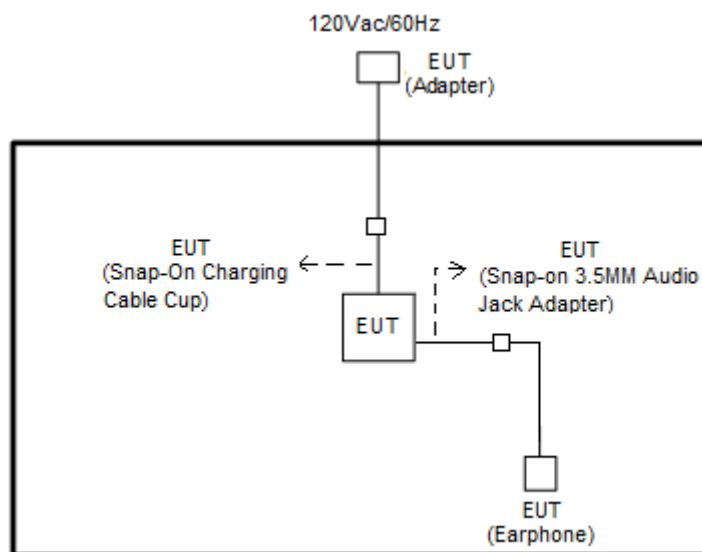 120Vac/60Hz
EUT
(Adapter)
EUT
(Snap-On Charging
Cable Cup)
EUT
(Snap-on 3.5MM Audio
Jack Adapter)
EUT
EUT
(Earphone)